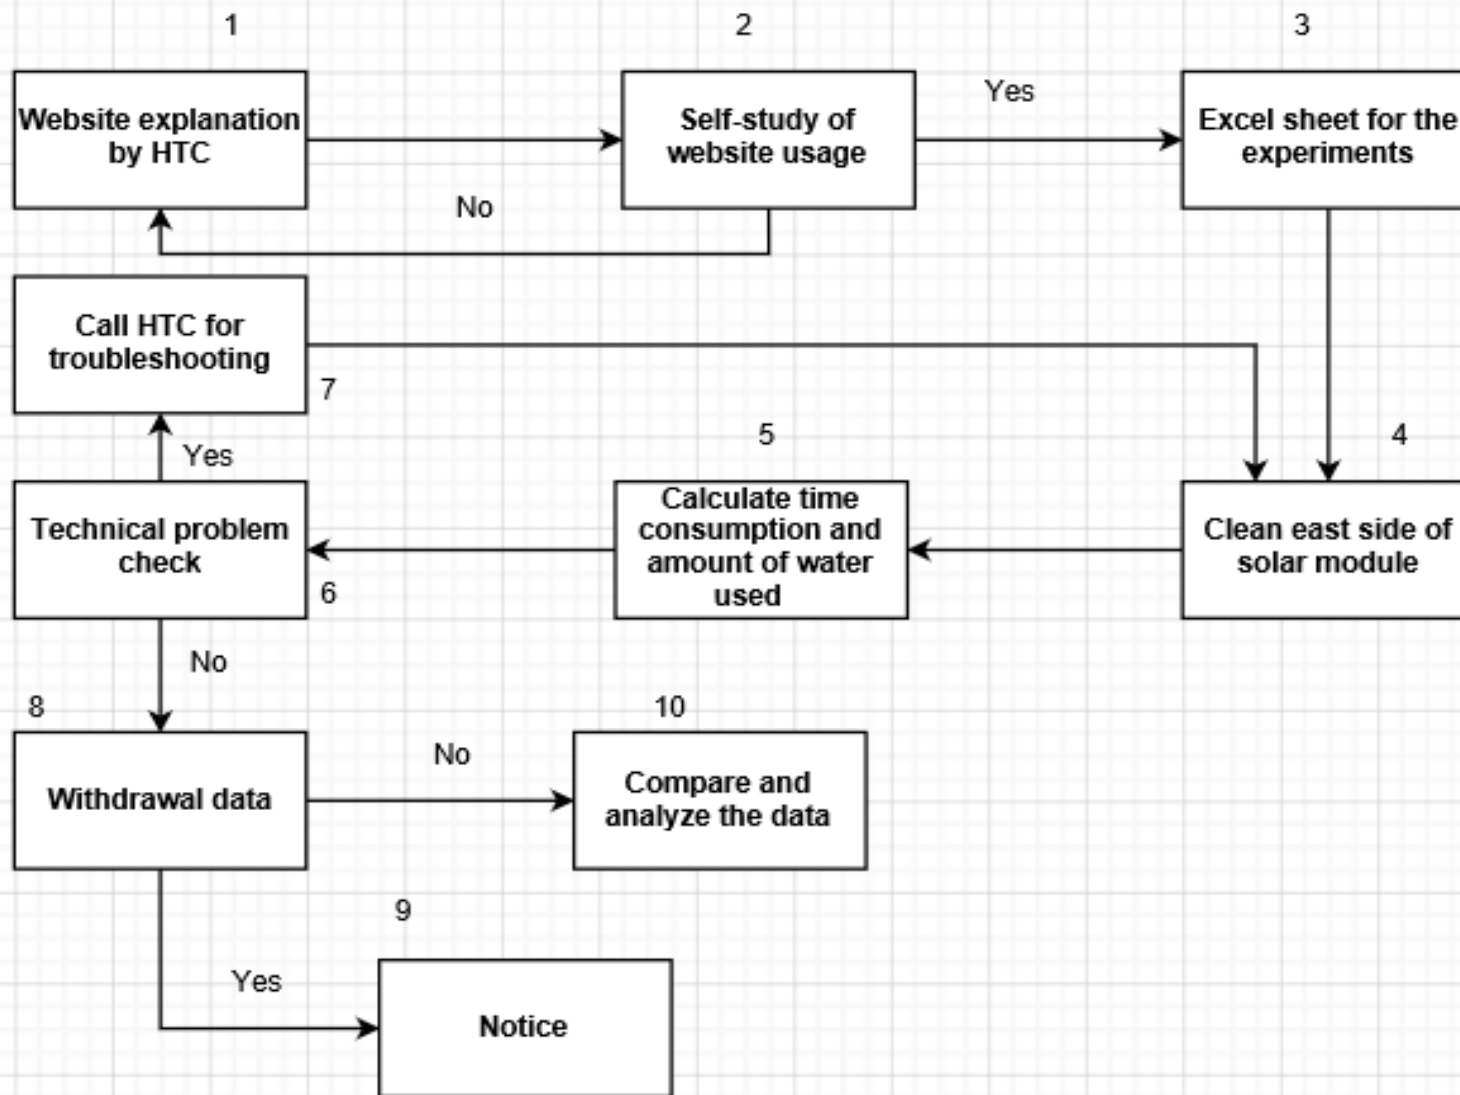 1
2
3
Website explanation
by HTC
Self-study of
website usage
Yes
Excel sheet for the
experiments
No
Call HTC for
troubleshooting
7
Yes
5
4
Technical problem
check
6
Calculate time
consumption and
amount of water
used
Clean east side of
solar module
No
8
10
Withdrawal data
No
Compare and
analyze the data
9
Yes
Notice